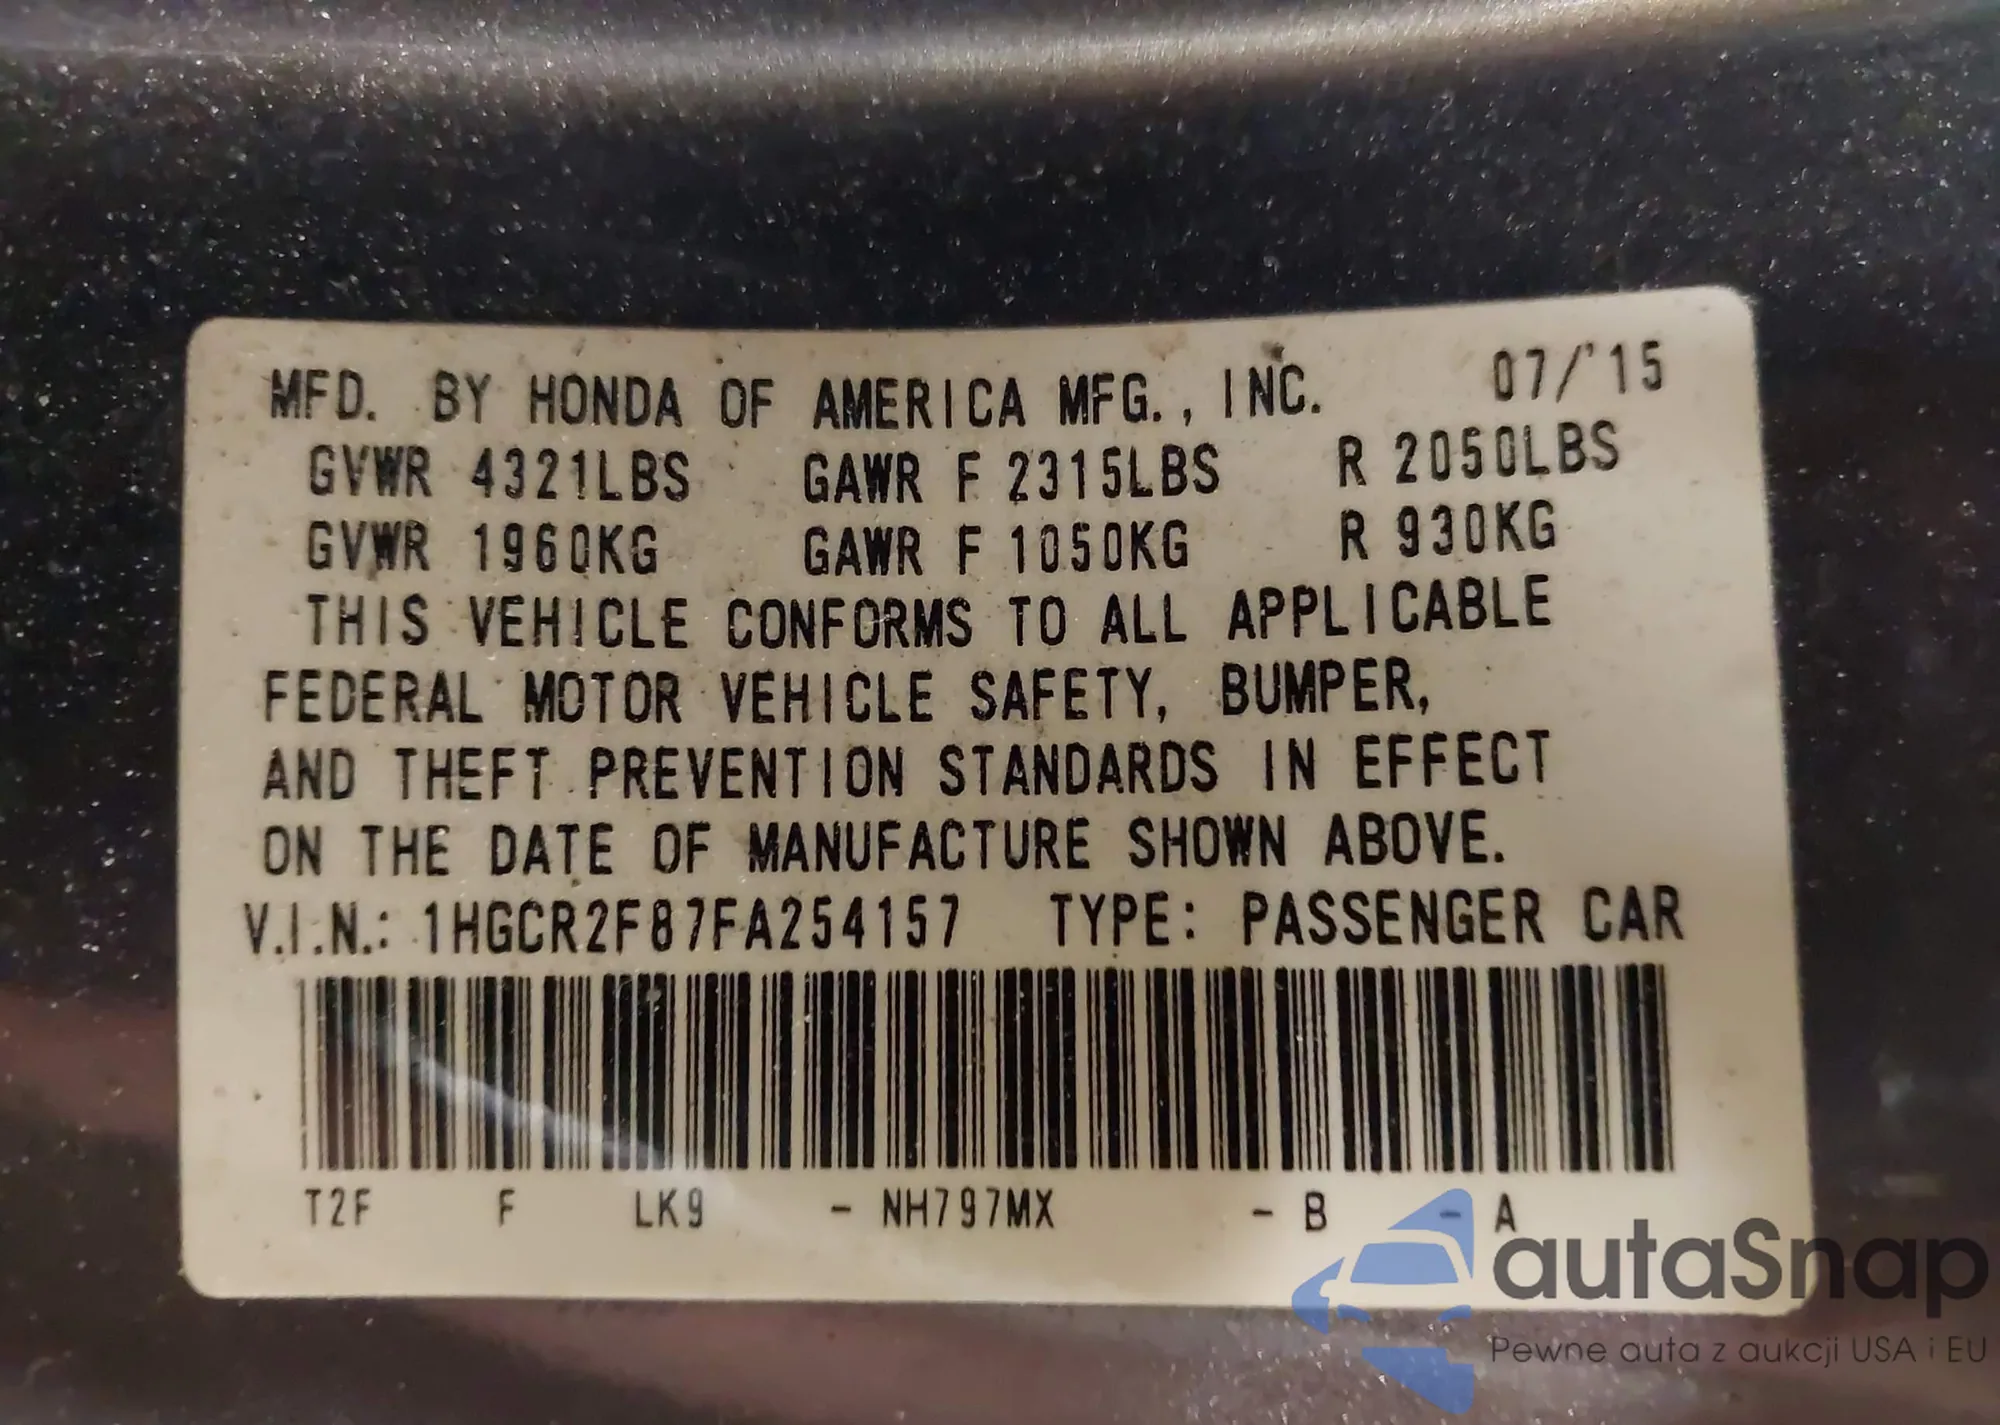 MFD. BY HONDA OF AMERICA MFG., INC. 07/'15
GVWR 4321LBS GAWR F 2315LBS R 2050LBS
GVWR 1960KG GAWR F 1050KG R 930KG
THIS VEHICLE CONFORMS TO ALL APPLICABLE
FEDERAL MOTOR VEHICLE SAFETY, BUMPER,
AND THEFT PREVENTION STANDARDS IN EFFECT
ON THE DATE OF MANUFACTURE SHOWN ABOVE.
V.I.N.: 1HGCR2F87FA254157 TYPE: PASSENGER CAR
T2F F LK9 - NH797MX - B - A
autaSnap
Pewne auta z aukcji USA i EU